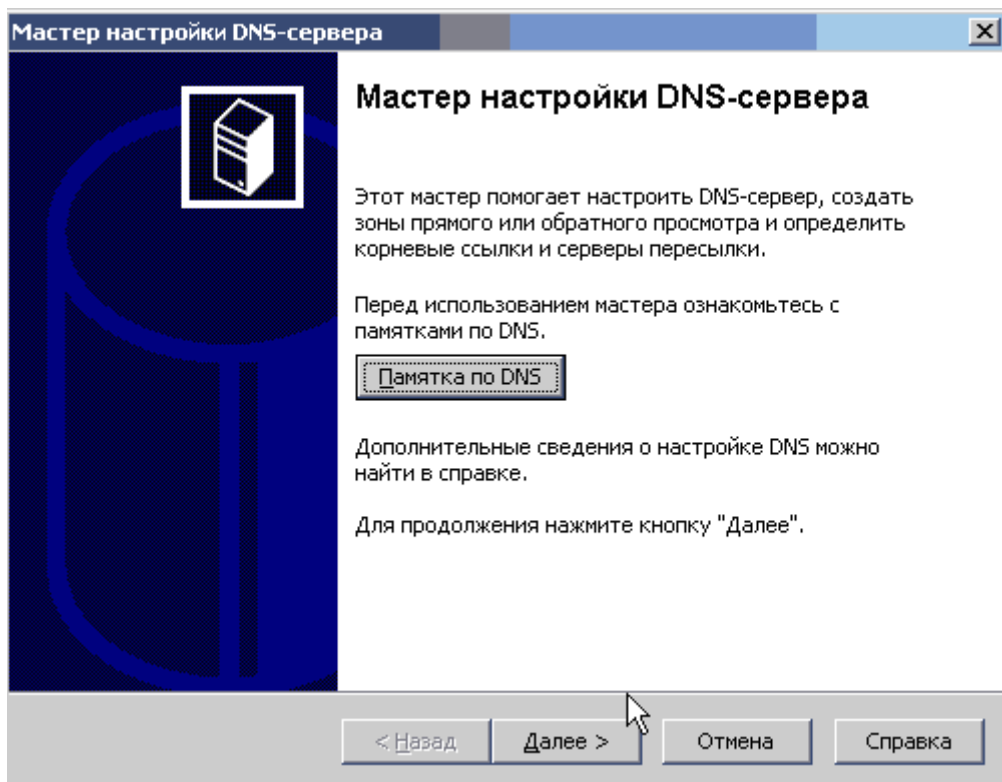 Мастер настройки DNS-сервера
Мастер настройки DNS-сервера
Этот мастер помогает настроить DNS-сервер, создать
зоны прямого или обратного просмотра и определить
корневые ссылки и серверы пересылки.
Перед использованием мастера ознакомьтесь с
памятками по DNS.
Памятка по DNS
Дополнительные сведения о настройке DNS можно
найти в справке.
Для продолжения нажмите кнопку "Далее".
< Назад
Далее >
Отмена
Справка